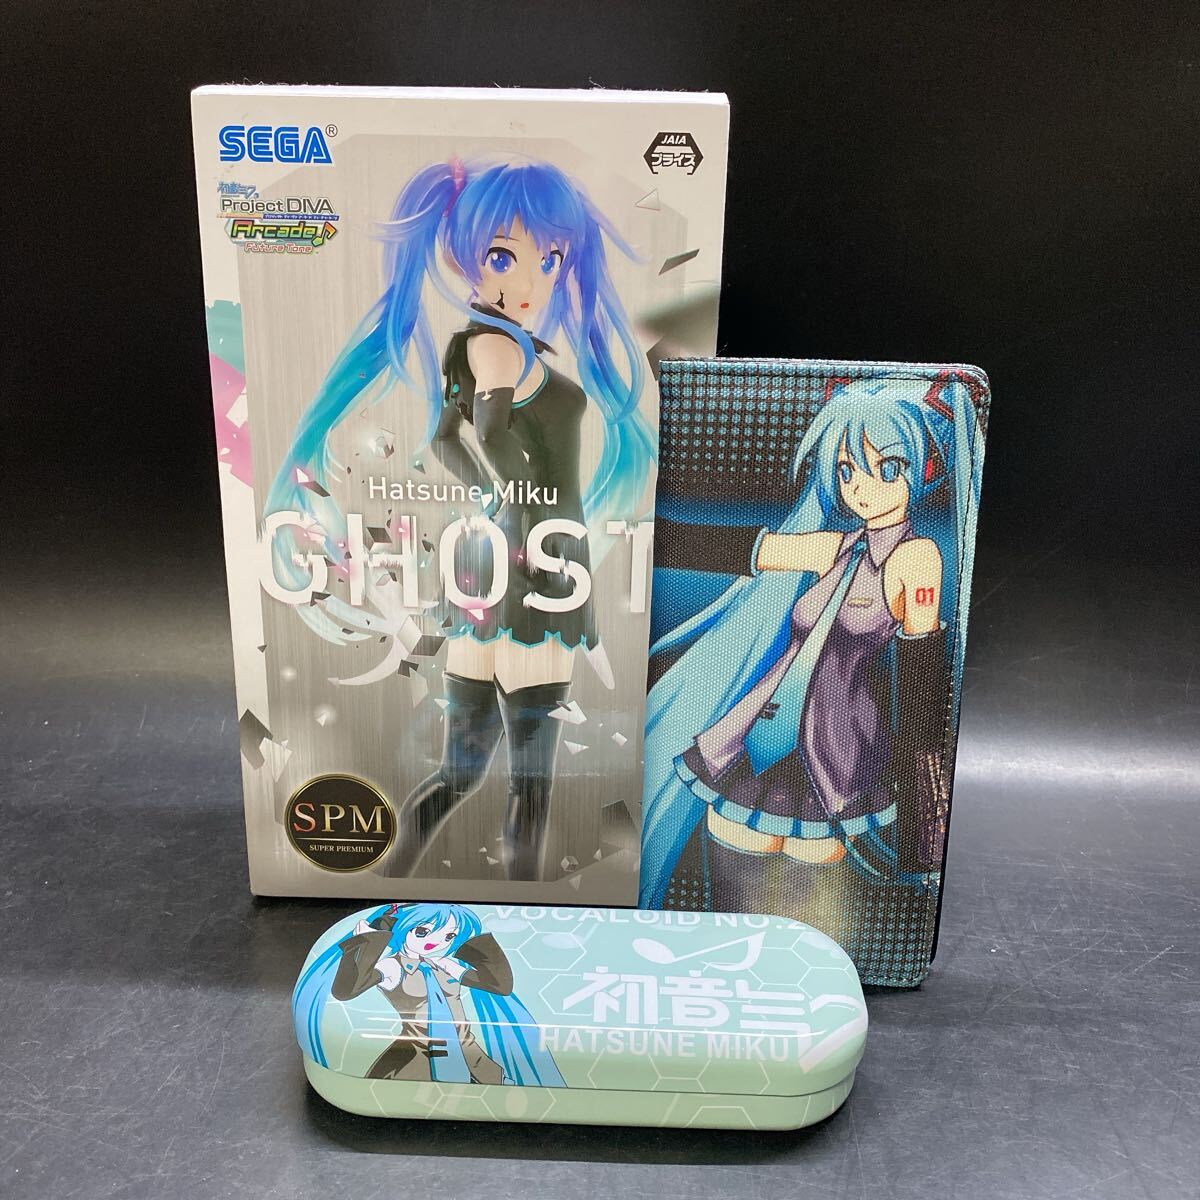 SEGA®
JAIA
プライズ
初音ミク
Project DIVA
Arcade
Future Tone
Hatsune Miku
GHOST
SPM
SUPER PREMIUM
01
VOCALOID NO.2
初音ミク
HATSUNE MIKU